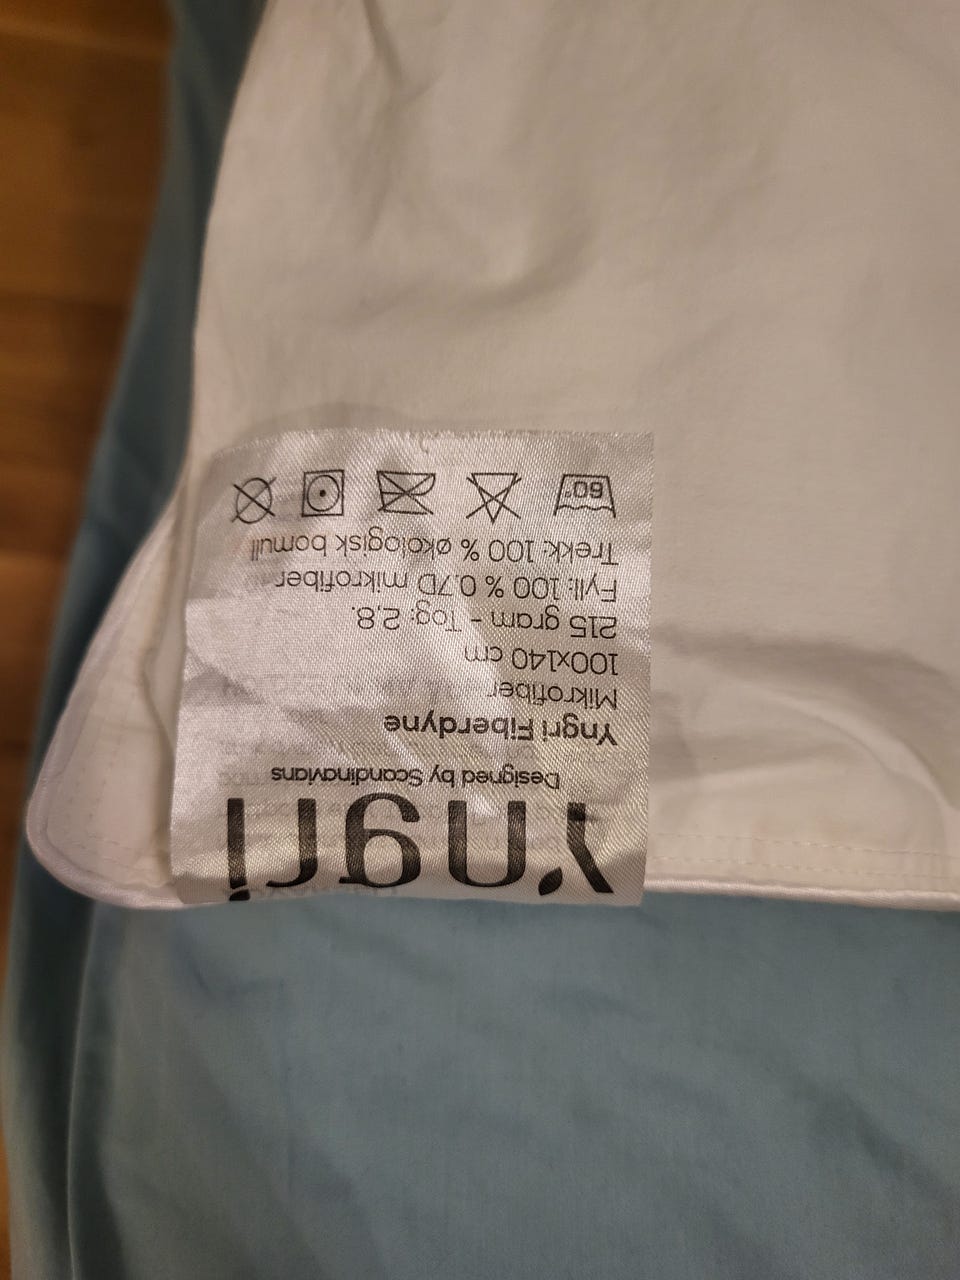 Yngri
Designed by Scandinavians
Yngri Fiberdyne
Mikrofiber
100x140 cm
215 gram - Tog: 2,8.
Fyll: 100 % 0.7D mikrofiber
Trekk: 100 % økologisk bomull
60°